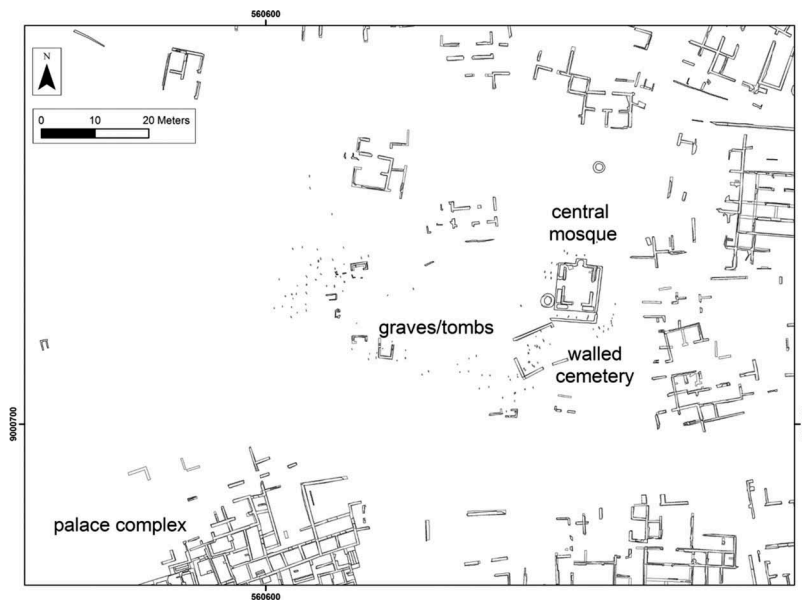 560600
N
0 10 20 Meters
central
mosque
graves/tombs
walled
cemetery
9000700
palace complex
560600